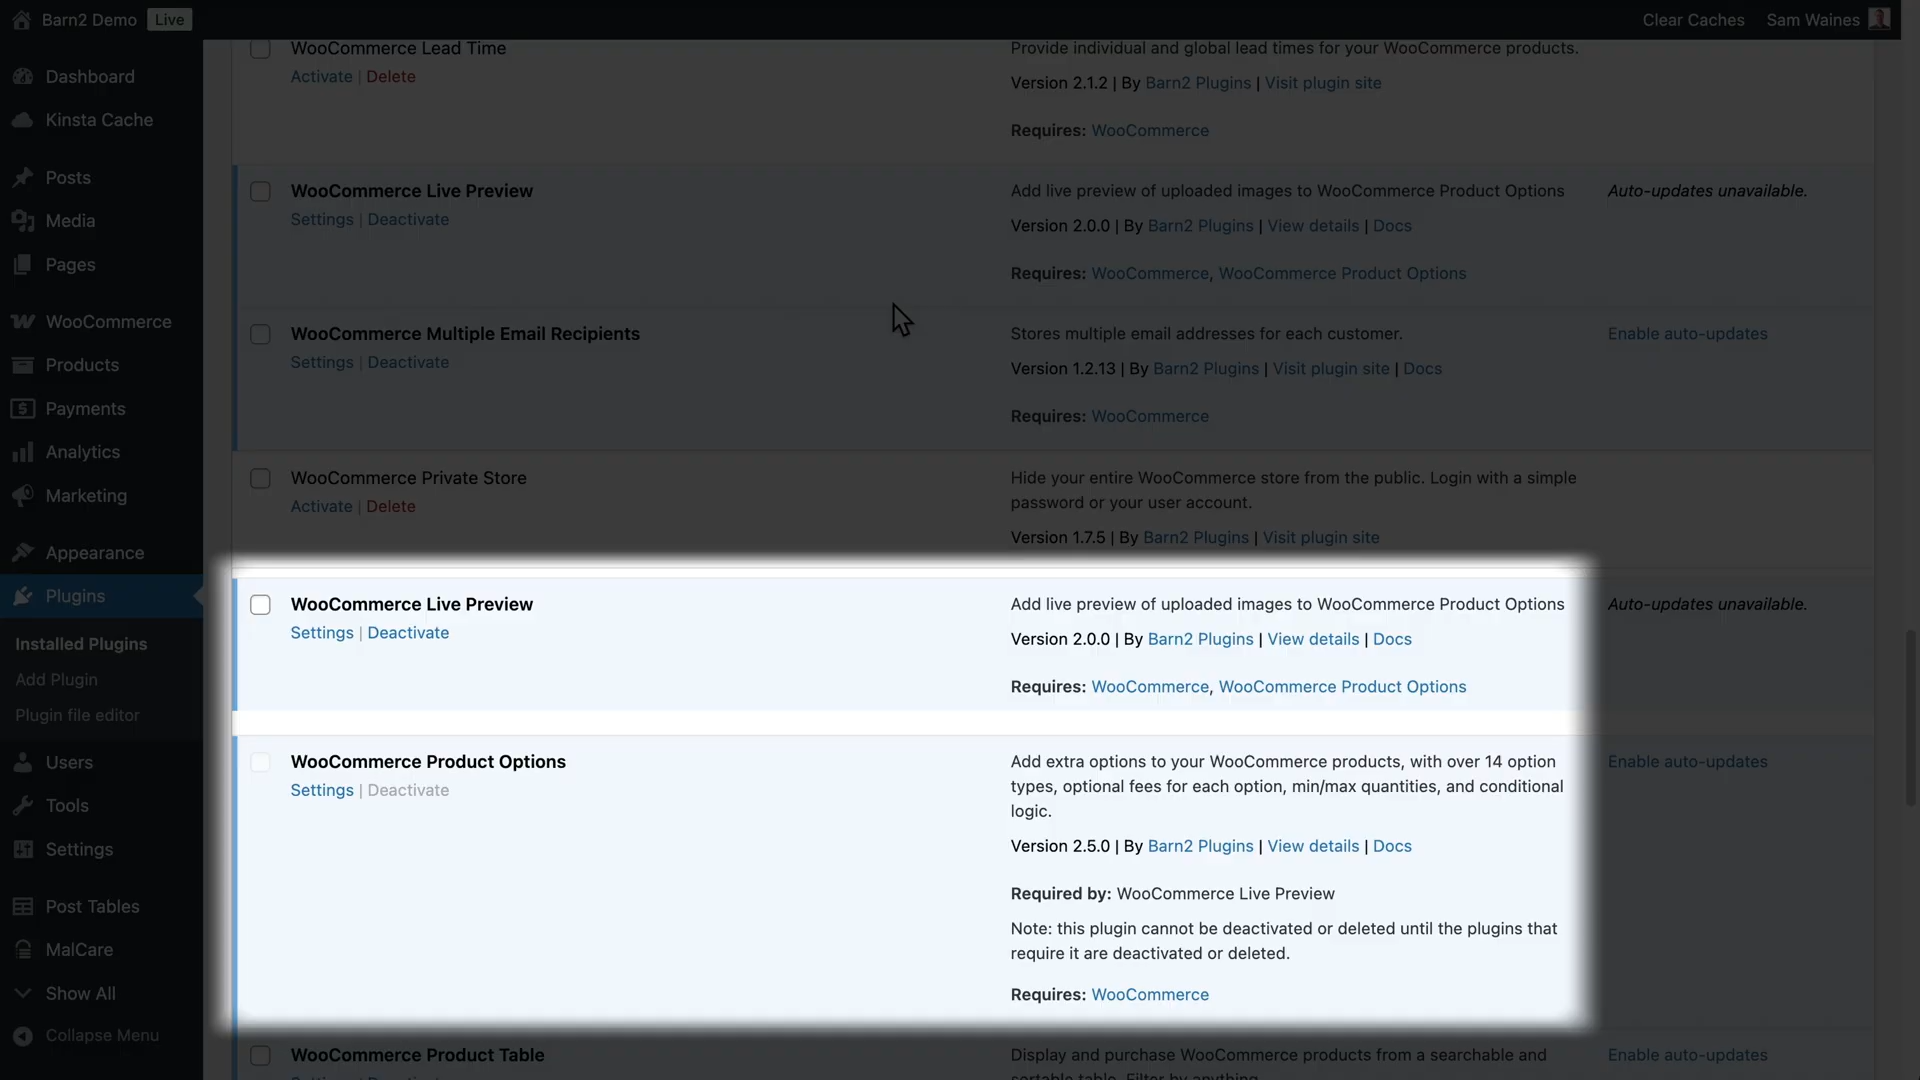 Barn2 Demo
Live
Clear Caches
Sam Waines
Dashboard
Kinsta Cache
Posts
Media
Pages
WooCommerce
Products
Payments
Analytics
Marketing
Appearance
Plugins
Installed Plugins
Add Plugin
Plugin file editor
Users
Tools
Settings
Post Tables
MalCare
Show All
Collapse Menu
WooCommerce Lead Time
Activate | Delete
Provide individual and global lead times for your WooCommerce products.
Version 2.1.2 | By Barn2 Plugins | Visit plugin site
Requires: WooCommerce
WooCommerce Live Preview
Settings | Deactivate
Add live preview of uploaded images to WooCommerce Product Options
Version 2.0.0 | By Barn2 Plugins | View details | Docs
Requires: WooCommerce, WooCommerce Product Options
Auto-updates unavailable.
WooCommerce Multiple Email Recipients
Settings | Deactivate
Stores multiple email addresses for each customer.
Version 1.2.13 | By Barn2 Plugins | Visit plugin site | Docs
Requires: WooCommerce
Enable auto-updates
WooCommerce Private Store
Activate | Delete
Hide your entire WooCommerce store from the public. Login with a simple
password or your user account.
Version 1.7.5 | By Barn2 Plugins | Visit plugin site
WooCommerce Live Preview
Settings | Deactivate
Add live preview of uploaded images to WooCommerce Product Options
Version 2.0.0 | By Barn2 Plugins | View details | Docs
Requires: WooCommerce, WooCommerce Product Options
Auto-updates unavailable.
WooCommerce Product Options
Settings | Deactivate
Add extra options to your WooCommerce products, with over 14 option
types, optional fees for each option, min/max quantities, and conditional
logic.
Version 2.5.0 | By Barn2 Plugins | View details | Docs
Required by: WooCommerce Live Preview
Note: this plugin cannot be deactivated or deleted until the plugins that
require it are deactivated or deleted.
Requires: WooCommerce
Enable auto-updates
WooCommerce Product Table
Settings | Deactivate
Display and purchase WooCommerce products from a searchable and
sortable table. Filter by anything.
Enable auto-updates